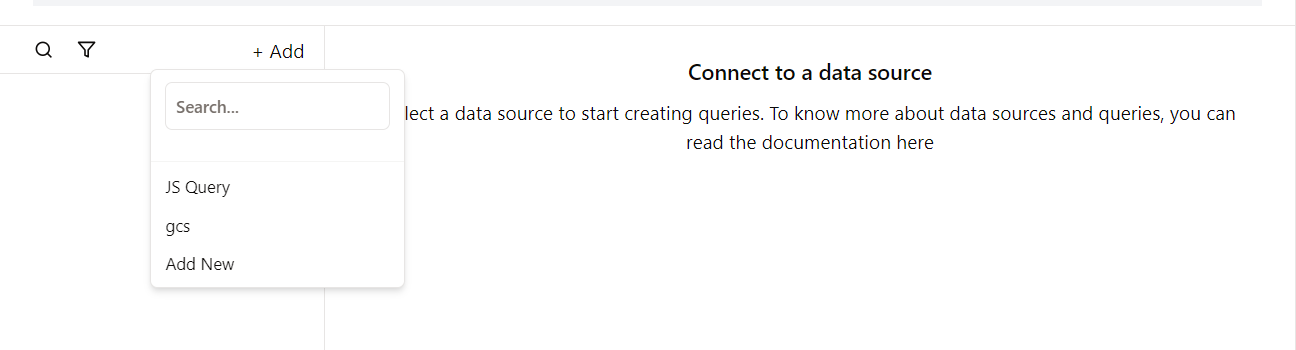 + Add
Search...
JS Query
gcs
Add New
Connect to a data source
lect a data source to start creating queries. To know more about data sources and queries, you can
read the documentation here